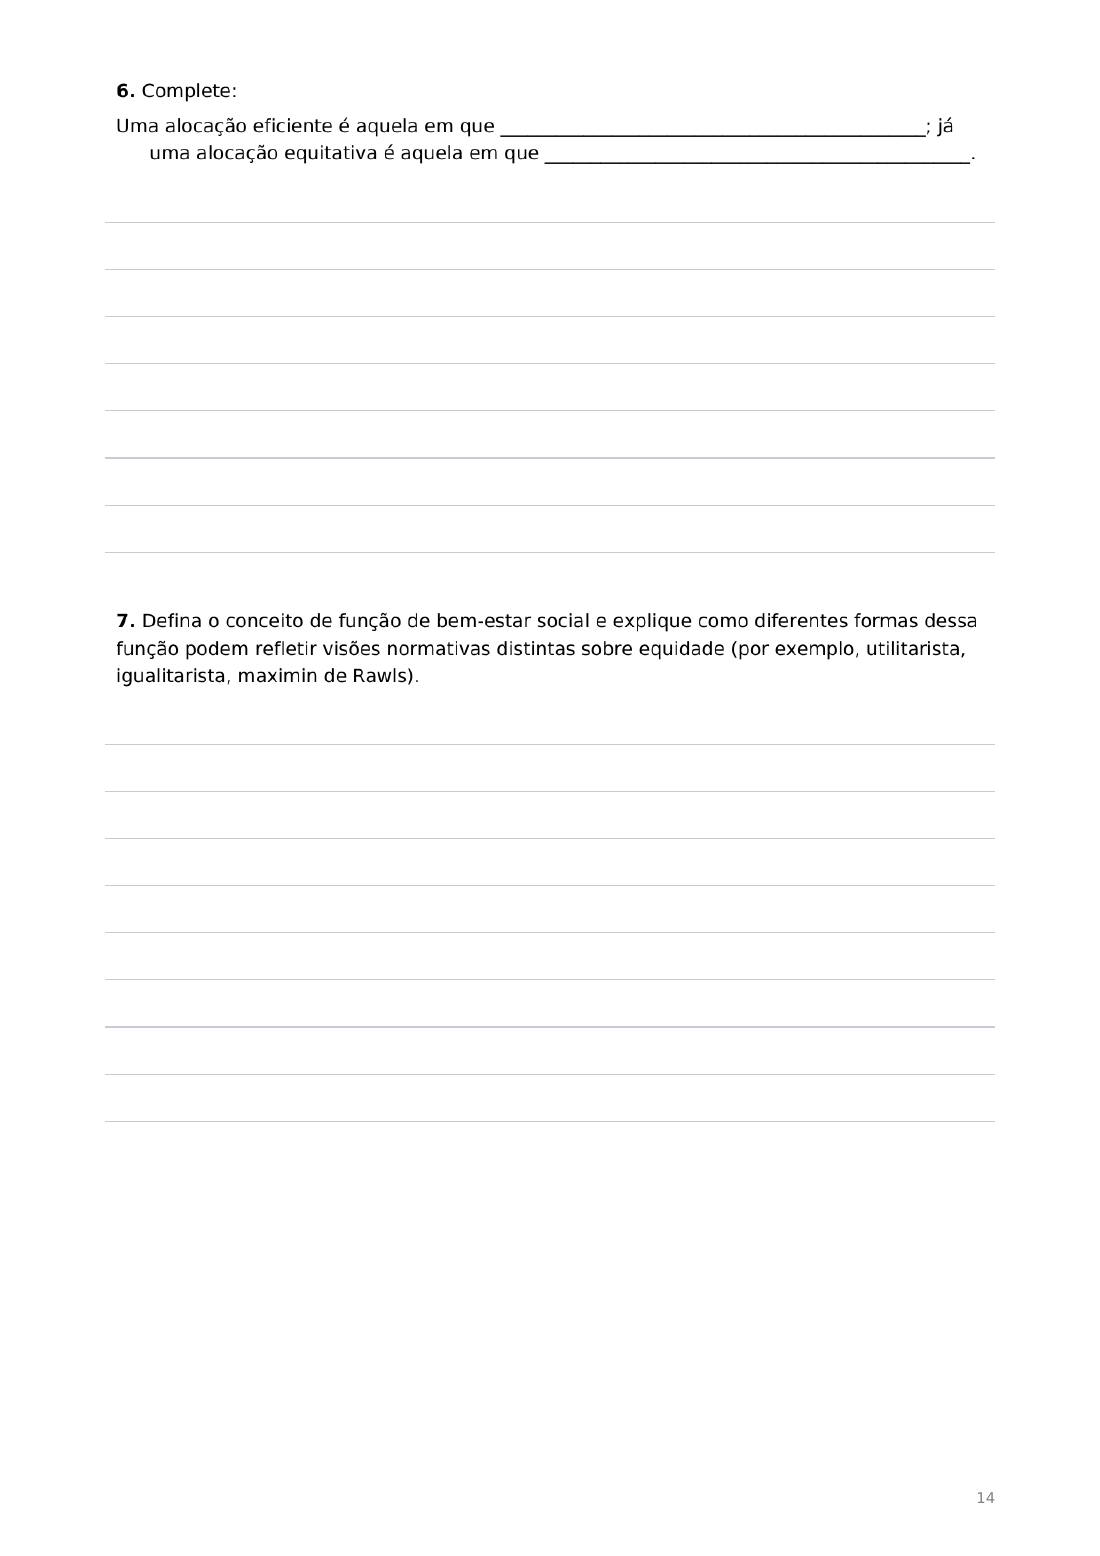 6. Complete:
Uma alocação eficiente é aquela em que ______________________________________________; já
uma alocação equitativa é aquela em que ______________________________________________.
7. Defina o conceito de função de bem-estar social e explique como diferentes formas dessa
função podem refletir visões normativas distintas sobre equidade (por exemplo, utilitarista,
igualitarista, maximin de Rawls).
14